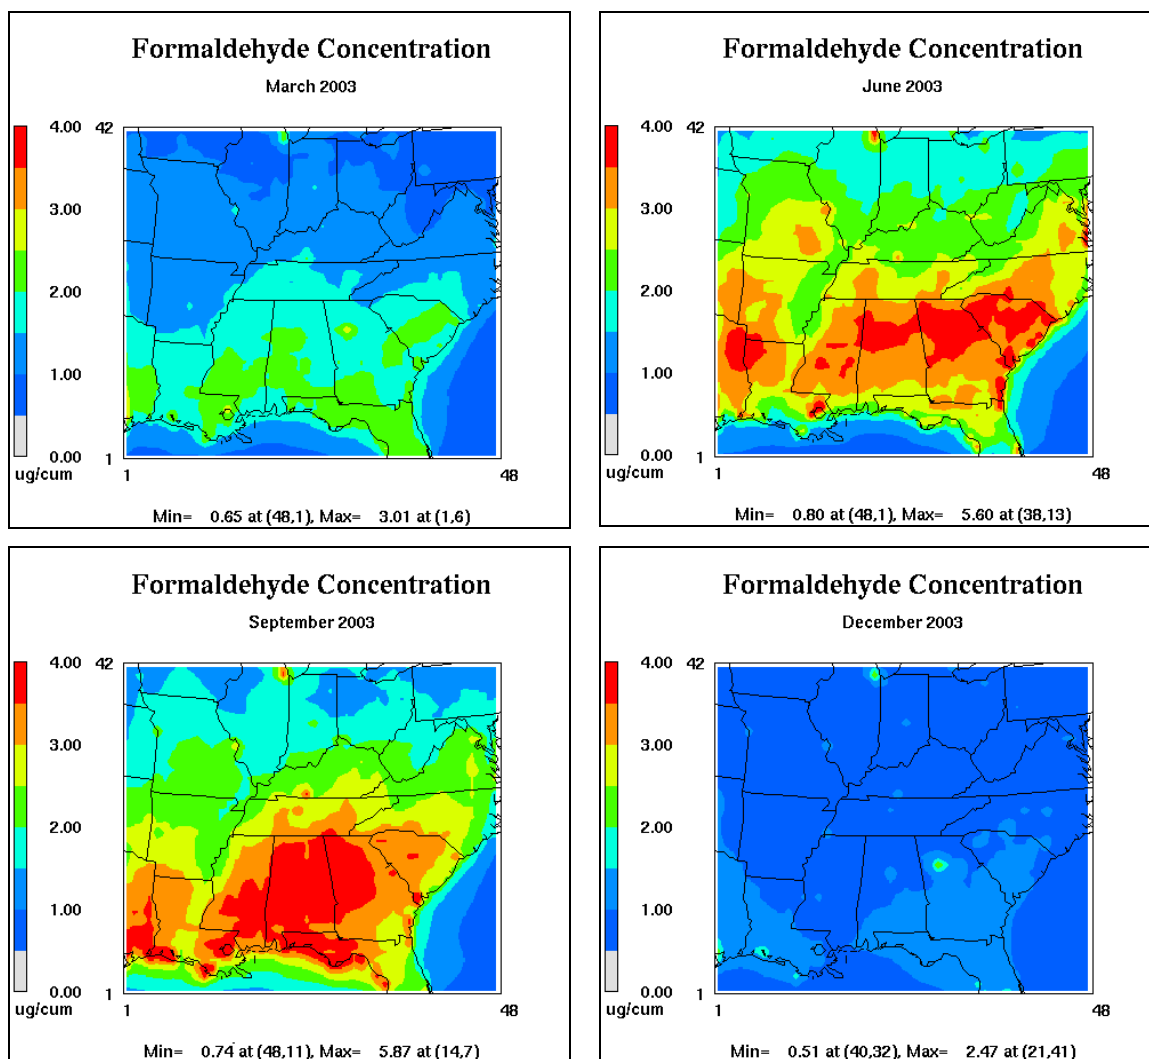 Formaldehyde Concentration
March 2003
4.00
3.00
2.00
1.00
0.00
ug/cum
42
1
1
48
Min= 0.65 at (48,1), Max= 3.01 at (1,6)
Formaldehyde Concentration
June 2003
4.00
3.00
2.00
1.00
0.00
ug/cum
42
1
1
48
Min= 0.80 at (48,1), Max= 5.60 at (38,13)
Formaldehyde Concentration
September 2003
4.00
3.00
2.00
1.00
0.00
ug/cum
42
1
1
48
Min= 0.74 at (48,11), Max= 5.87 at (14,7)
Formaldehyde Concentration
December 2003
4.00
3.00
2.00
1.00
0.00
ug/cum
42
1
1
48
Min= 0.51 at (40,32), Max= 2.47 at (21,41)